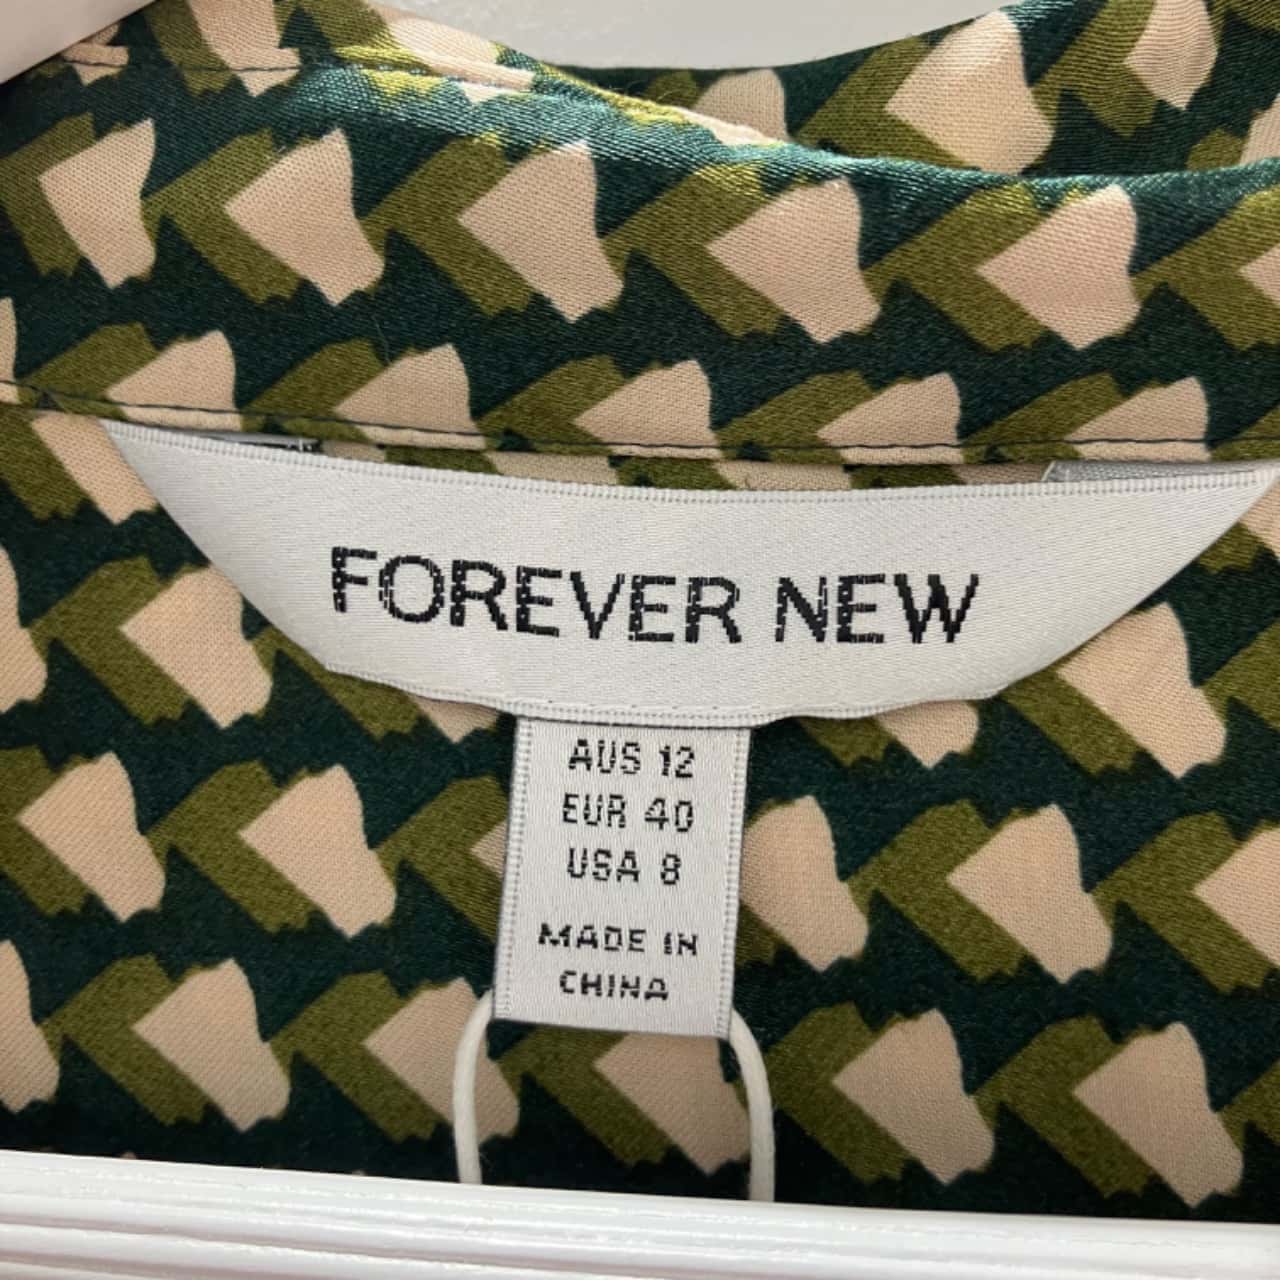 FOREVER NEW
AUS 12
EUR 40
USA 8
MADE IN
CHINA